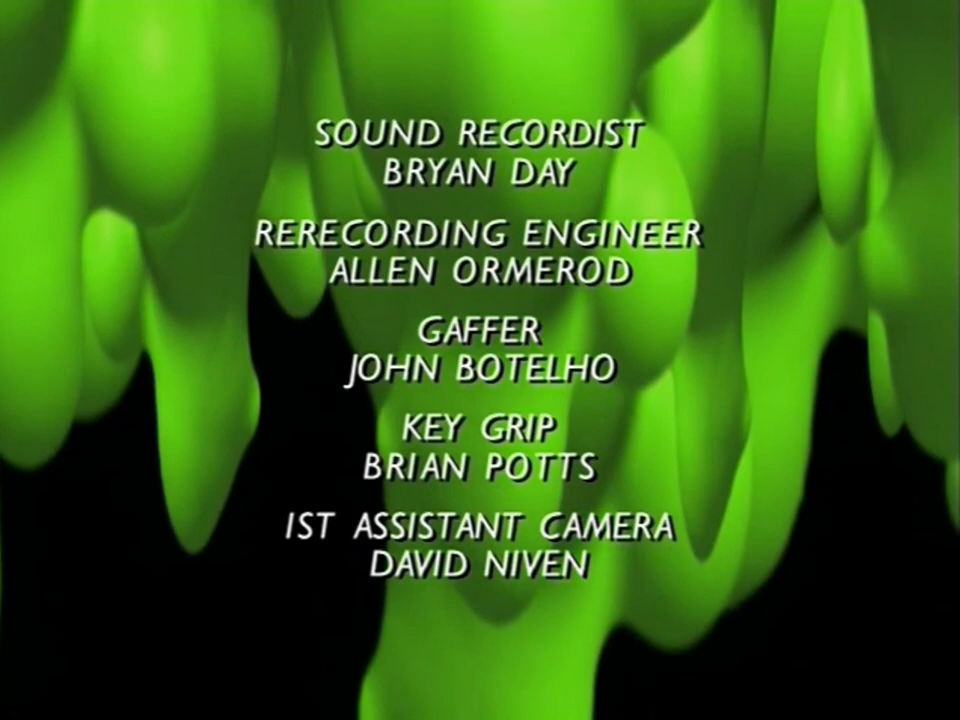 SOUND RECORDIST
BRYAN DAY
RERECORDING ENGINEER
ALLEN ORMEROD
GAFFER
JOHN BOTELHO
KEY GRIP
BRIAN POTTS
1ST ASSISTANT CAMERA
DAVID NIVEN